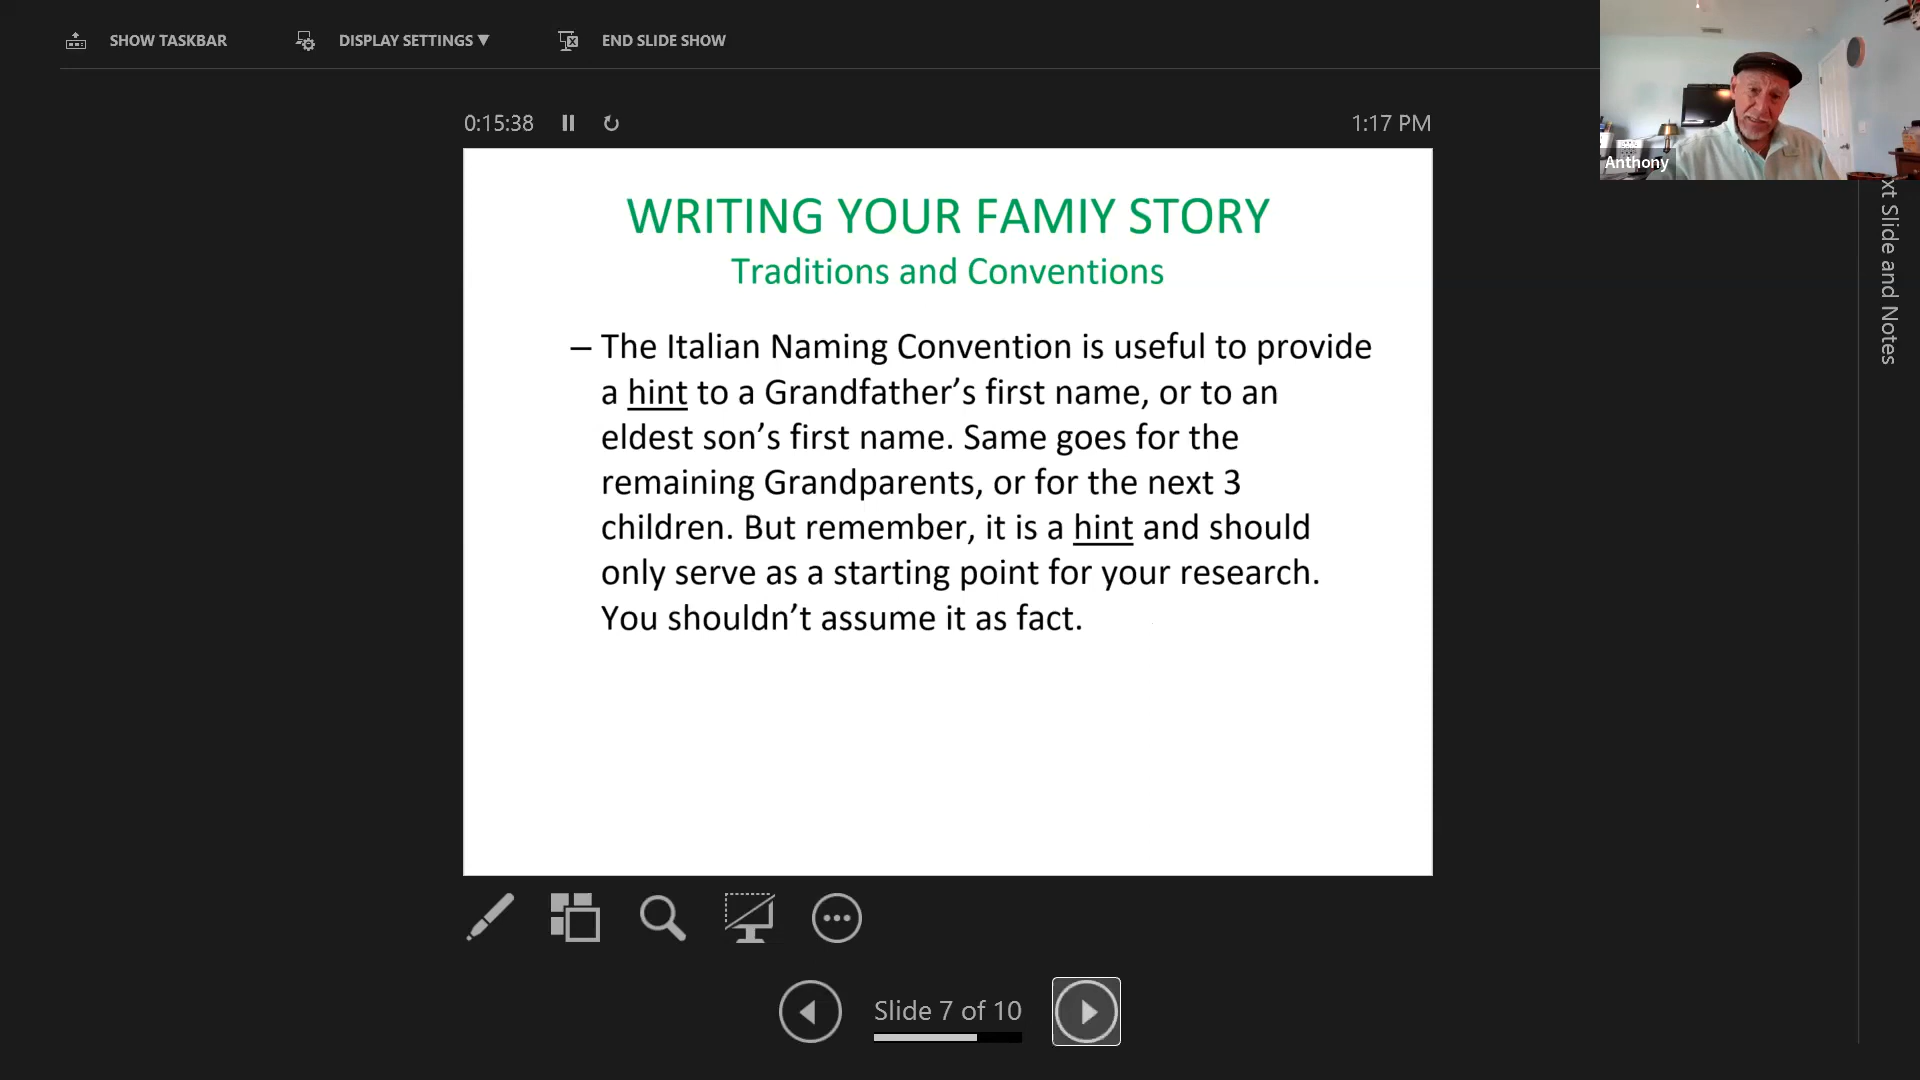 SHOW TASKBAR
DISPLAY SETTINGS ▼
END SLIDE SHOW
0:15:38
1:17 PM
Anthony
WRITING YOUR FAMIY STORY
Traditions and Conventions
– The Italian Naming Convention is useful to provide
a hint to a Grandfather’s first name, or to an
eldest son’s first name. Same goes for the
remaining Grandparents, or for the next 3
children. But remember, it is a hint and should
only serve as a starting point for your research.
You shouldn’t assume it as fact.
xt Slide and Notes
Slide 7 of 10